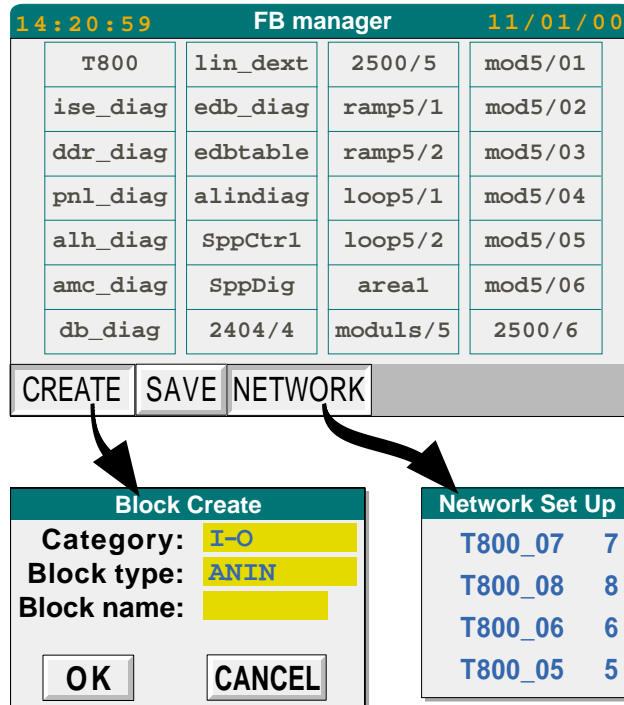 14:20:59 FB manager 11/01/00
T800 lin_dext 2500/5 mod5/01
ise_diag edb_diag ramp5/1 mod5/02
ddr_diag edbtable ramp5/2 mod5/03
pnl_diag alindiag loop5/1 mod5/04
alh_diag SppCtr1 loop5/2 mod5/05
amc_diag SppDig area1 mod5/06
db_diag 2404/4 moduls/5 2500/6
CREATE SAVE NETWORK
Block Create
Category: I-O
Block type: ANIN
Block name:
OK CANCEL
Network Set Up
T800_07 7
T800_08 8
T800_06 6
T800_05 5